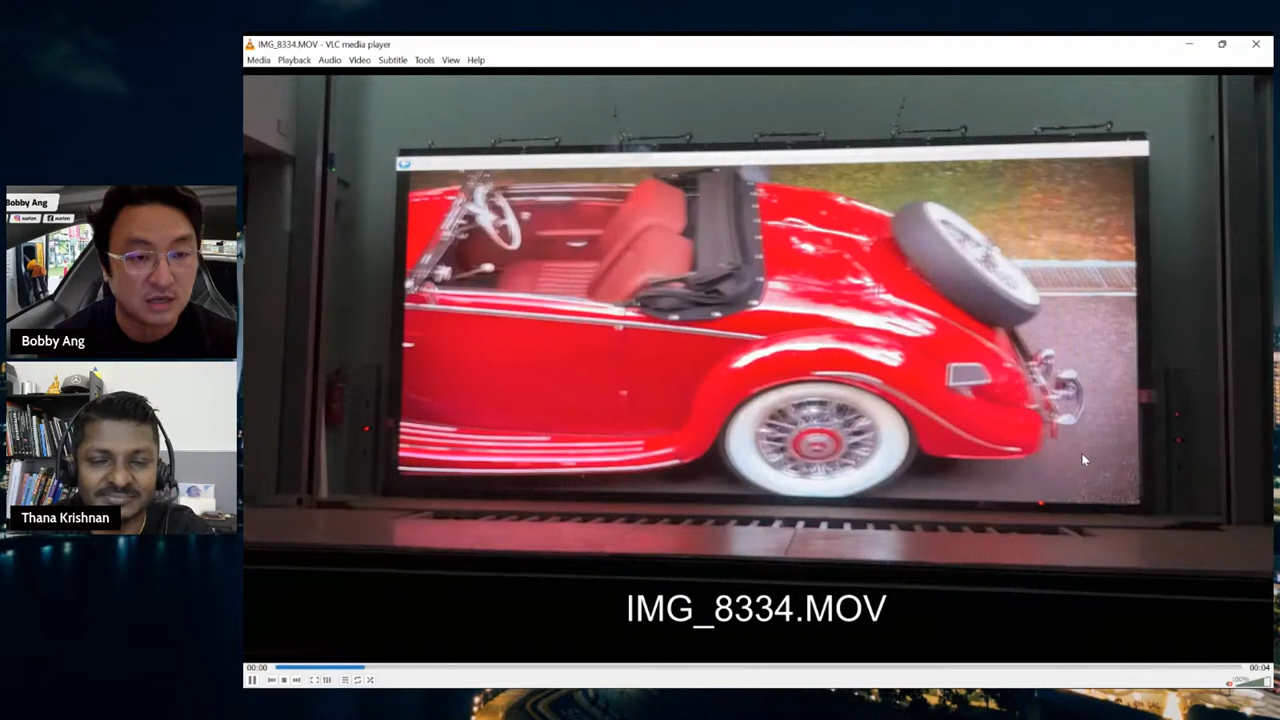 IMG_8334.MOV - VLC media player
Media Playback Audio Video Subtitle Tools View Help
Bobby Ang
Bobby Ang
Thana Krishnan
IMG_8334.MOV
00:00
00:04
100%